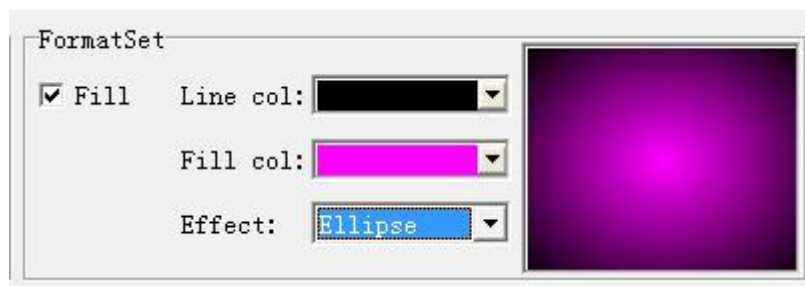 FormatSet
Fill Line col:
Fill col:
Effect: Ellipse